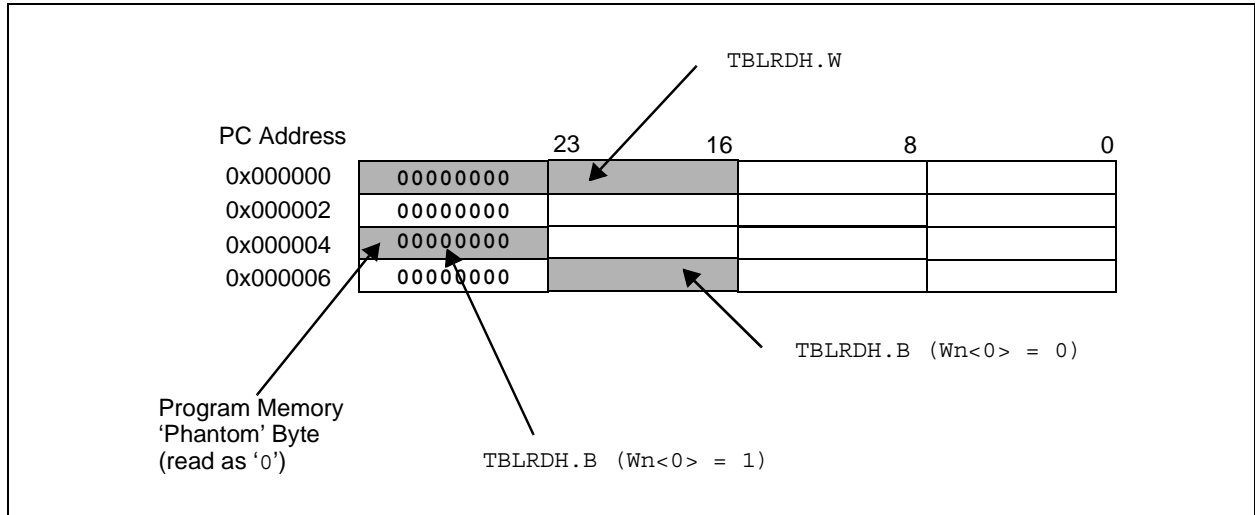 TBLRDH.W
PC Address
23 16 8 0
0x000000 00000000
0x000002 00000000
0x000004 00000000
0x000006 00000000
TBLRDH.B (Wn<0> = 0)
Program Memory
‘Phantom’ Byte
(read as ‘0’)
TBLRDH.B (Wn<0> = 1)